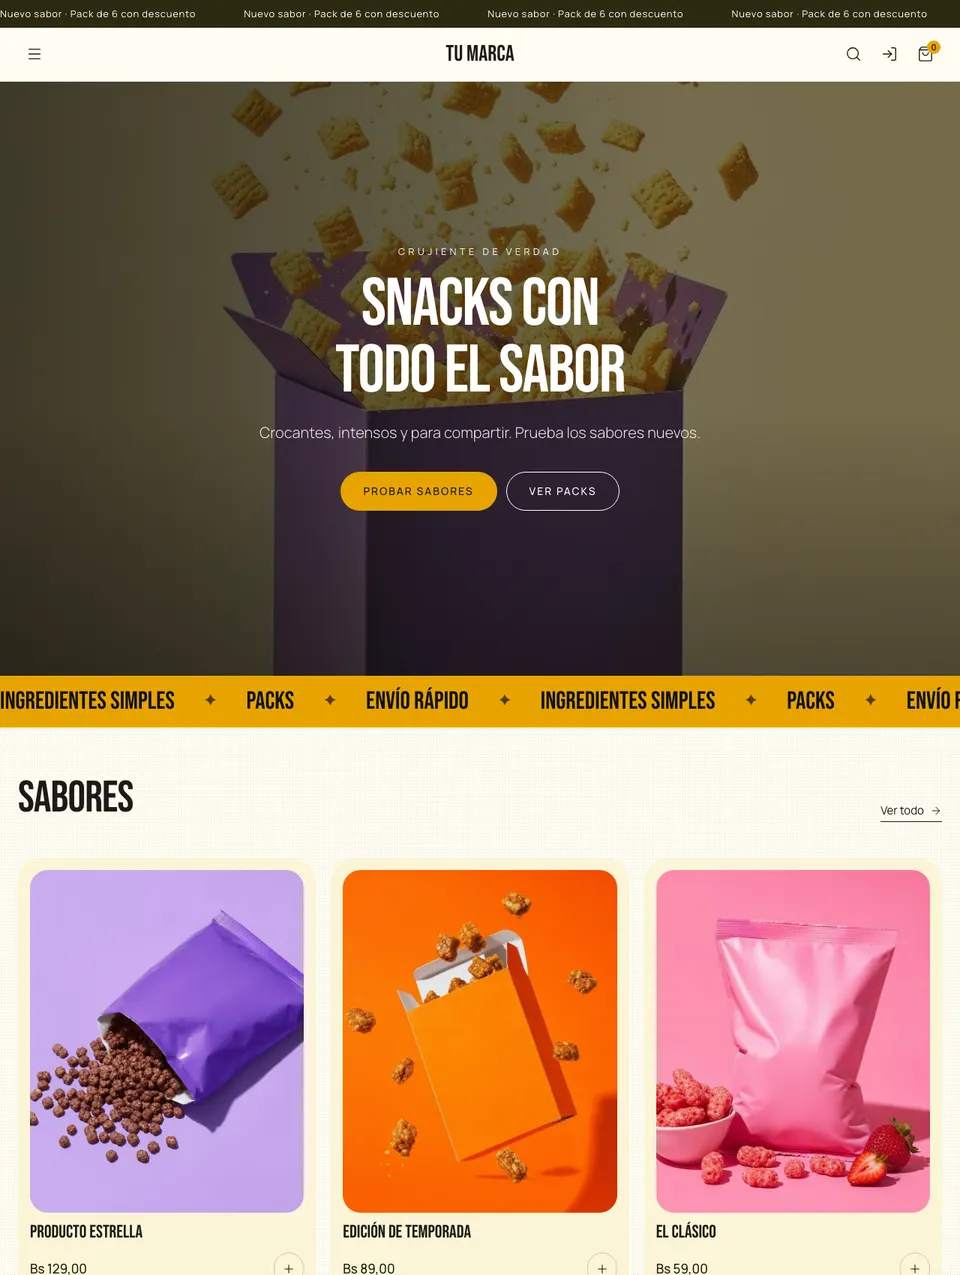 Nuevo sabor · Pack de 6 con descuento Nuevo sabor · Pack de 6 con descuento Nuevo sabor · Pack de 6 con descuento Nuevo sabor · Pack de 6 con descuento
TU MARCA
0
CRUJIENTE DE VERDAD
SNACKS CON
TODO EL SABOR
Crocantes, intensos y para compartir. Prueba los sabores nuevos.
PROBAR SABORES VER PACKS
INGREDIENTES SIMPLES ✦ PACKS ✦ ENVÍO RÁPIDO ✦ INGREDIENTES SIMPLES ✦ PACKS ✦ ENVÍO R
SABORES
Ver todo →
PRODUCTO ESTRELLA
Bs 129,00 +
EDICIÓN DE TEMPORADA
Bs 89,00 +
EL CLÁSICO
Bs 59,00 +